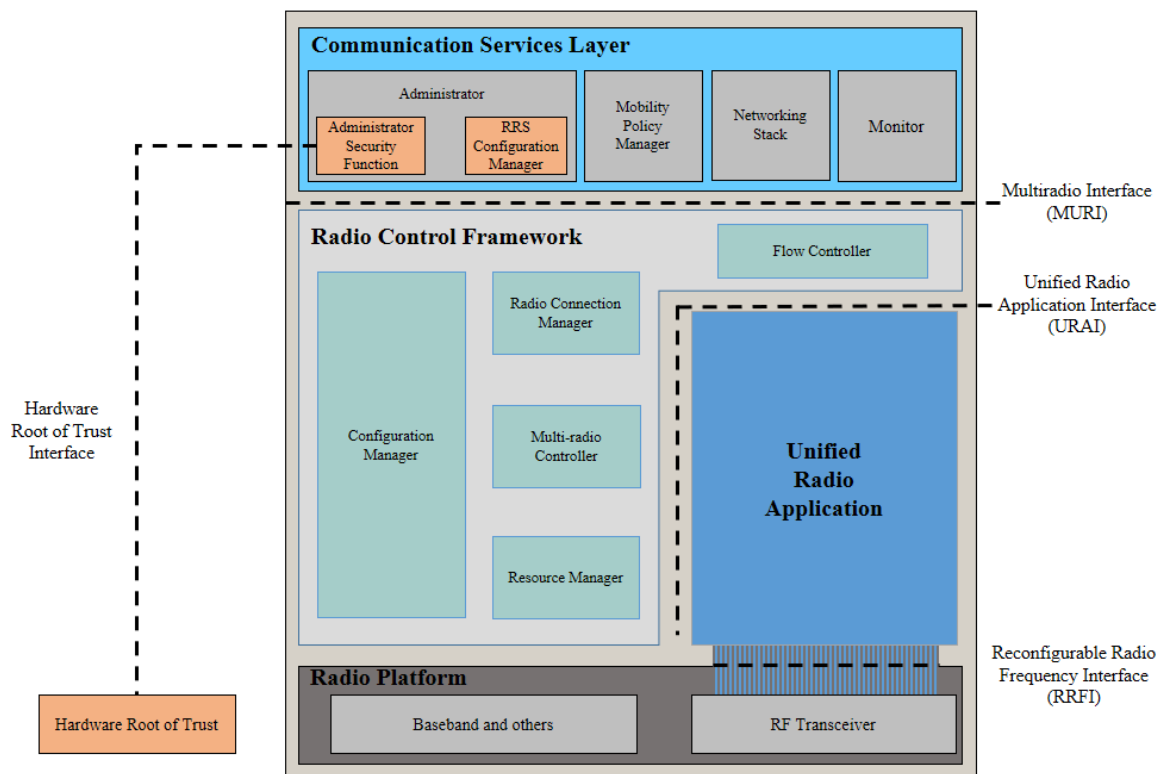 Communication Services Layer
Administrator
Administrator
Security
Function
RRS
Configuration
Manager
Mobility
Policy
Manager
Networking
Stack
Monitor
Multiradio Interface
(MURI)
Radio Control Framework
Flow Controller
Unified Radio
Application Interface
(URAI)
Radio Connection
Manager
Configuration
Manager
Multi-radio
Controller
Resource Manager
Unified
Radio
Application
Hardware
Root of Trust
Interface
Reconfigurable Radio
Frequency Interface
(RRFI)
Radio Platform
Hardware Root of Trust
Baseband and others
RF Transceiver